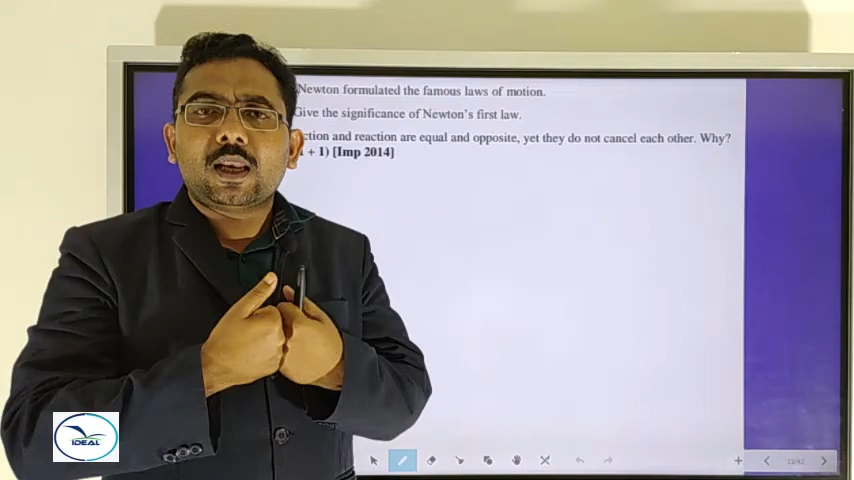 Newton formulated the famous laws of motion.
Give the significance of Newton's first law.
ction and reaction are equal and opposite, yet they do not cancel each other. Why?
+ 1) [Imp 2014]
IDEAL